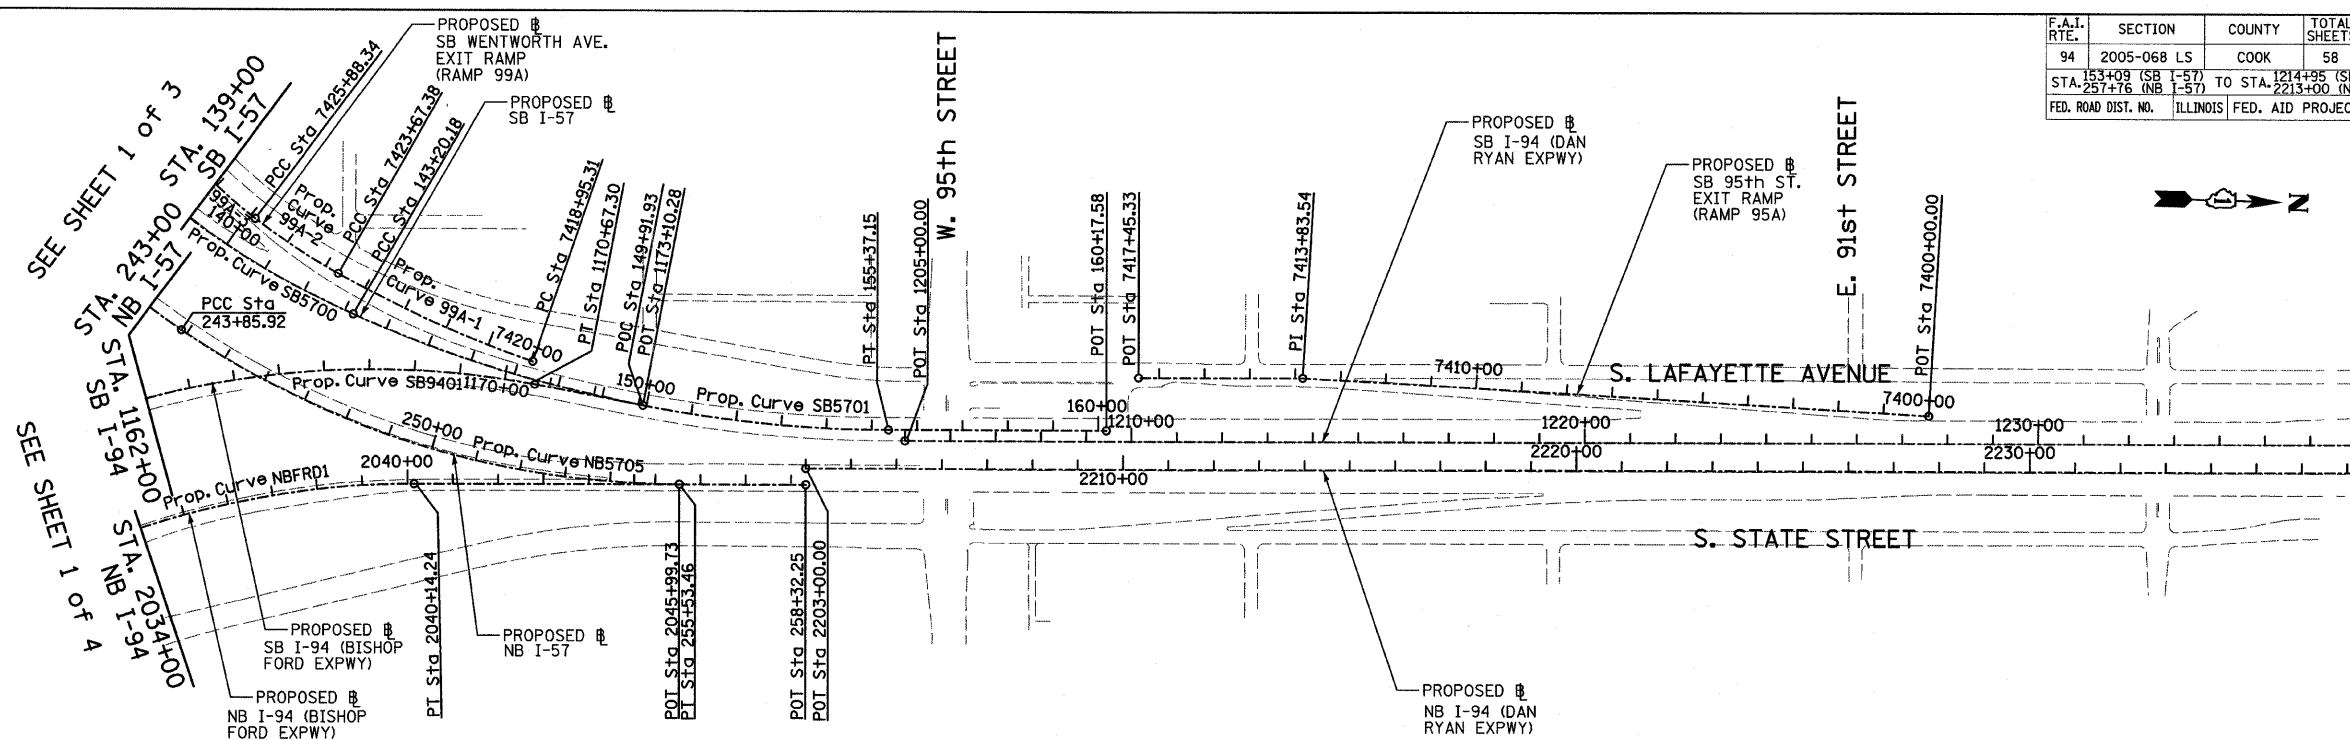 F.A.I.
RTE.
SECTION
COUNTY
TOTAL
SHEETS
94
2005-068 LS
COOK
58
STA. 153+09 (SB I-57) TO STA. 1214+95
257+76 (NB I-57) 2213+00
FED. ROAD DIST. NO.
ILLINOIS
FED. AID
PROPOSED
SB WENTWORTH AVE.
EXIT RAMP
(RAMP 99A)
PROPOSED
SB I-57
SEE SHEET 1 of 3
STA. 139+00
SB I-57
STA. 243+00
NB I-57
STA. 1162+00
SB I-94
STA. 2034+00
NB I-94
SEE SHEET 1 of 4
PCC Sta 7425+88.34
PCC Sta 7423+67.38
PCC Sta 143+20.18
PC Sta 7418+95.31
PT Sta 1170+67.30
POC Sta 149+91.93
POT Sta 1173+10.28
PT Sta 155+37.15
POT Sta 1205+00.00
W. 95th STREET
POT Sta 160+17.58
POT Sta 7417+45.33
PI Sta 7413+83.54
PROPOSED
SB I-94 (DAN
RYAN EXPWY)
PROPOSED
SB 95th ST.
EXIT RAMP
(RAMP 95A)
E. 91st STREET
POT Sta 7400+00.00
N
140+00
Prop.
Curve
99A-2
Prop.
Curve 99A-1
7420+00
Prop. Curve SB5700
PCC Sta
243+85.92
Prop. Curve SB9401
1170+00
150+00
Prop. Curve SB5701
160+00
1210+00
7410+00
S. LAFAYETTE AVENUE
7400+00
1220+00
1230+00
250+00
Prop. Curve NB5705
2040+00
Prop. Curve NBFRD1
2210+00
2220+00
2230+00
S. STATE STREET
PROPOSED
SB I-94 (BISHOP
FORD EXPWY)
PROPOSED
NB I-94 (BISHOP
FORD EXPWY)
PT Sta 2040+14.24
PROPOSED
NB I-57
POT Sta 2045+99.73
PT Sta 255+53.46
POT Sta 258+32.25
POT Sta 2203+00.00
PROPOSED
NB I-94 (DAN
RYAN EXPWY)